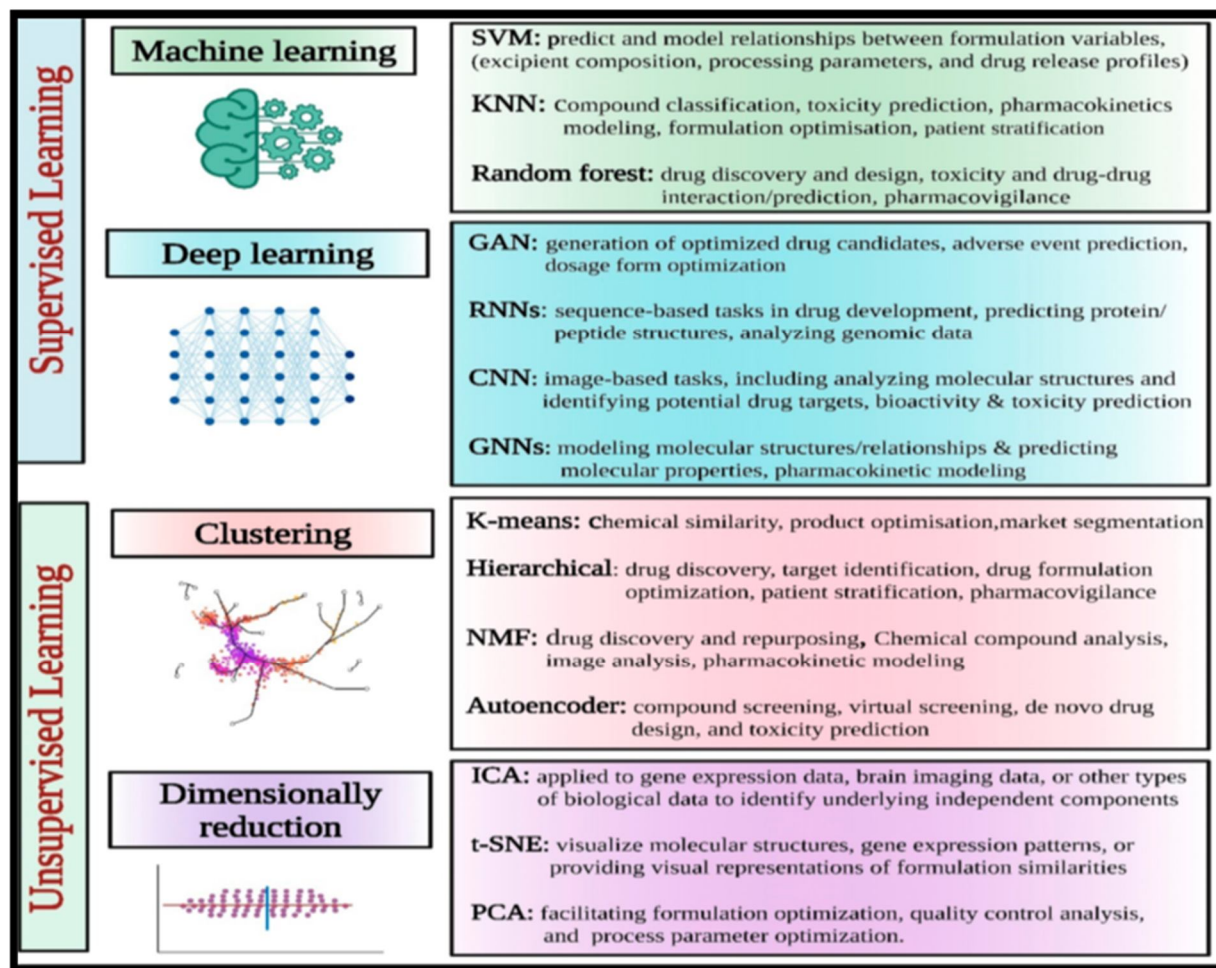 Supervised Learning
Machine learning
SVM: predict and model relationships between formulation variables,
(excipient composition, processing parameters, and drug release profiles)
KNN: Compound classification, toxicity prediction, pharmacokinetics
modeling, formulation optimisation, patient stratification
Random forest: drug discovery and design, toxicity and drug-drug
interaction/prediction, pharmacovigilance
Deep learning
GAN: generation of optimized drug candidates, adverse event prediction,
dosage form optimization
RNNs: sequence-based tasks in drug development, predicting protein/
peptide structures, analyzing genomic data
CNN: image-based tasks, including analyzing molecular structures and
identifying potential drug targets, bioactivity & toxicity prediction
GNNs: modeling molecular structures/relationships & predicting
molecular properties, pharmacokinetic modeling
Unsupervised Learning
Clustering
K-means: chemical similarity, product optimisation,market segmentation
Hierarchical: drug discovery, target identification, drug formulation
optimization, patient stratification, pharmacovigilance
NMF: drug discovery and repurposing, Chemical compound analysis,
image analysis, pharmacokinetic modeling
Autoencoder: compound screening, virtual screening, de novo drug
design, and toxicity prediction
Dimensionally
reduction
ICA: applied to gene expression data, brain imaging data, or other types
of biological data to identify underlying independent components
t-SNE: visualize molecular structures, gene expression patterns, or
providing visual representations of formulation similarities
PCA: facilitating formulation optimization, quality control analysis,
and process parameter optimization.